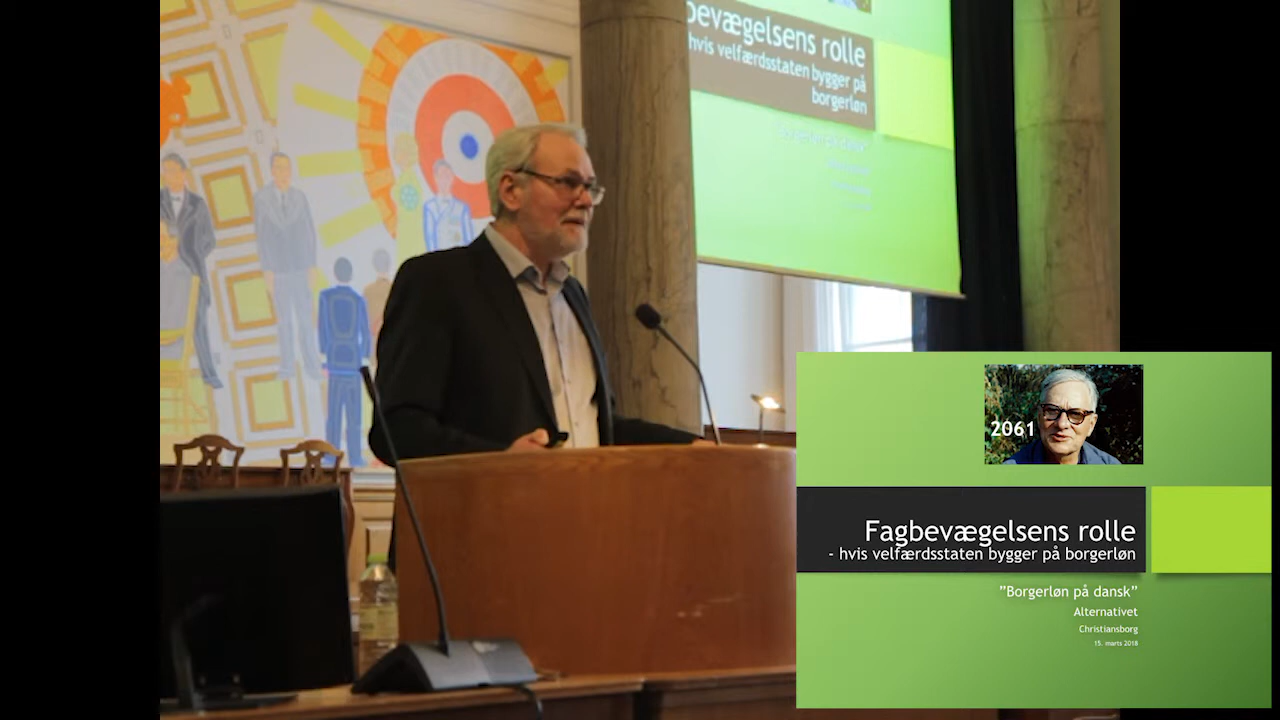 bevægelsens rolle
hvis velfærdsstaten bygger på
borgerløn
2061
Fagbevægelsens rolle
- hvis velfærdsstaten bygger på borgerløn
”Borgerløn på dansk”
Alternativet
Christiansborg
15. marts 2018